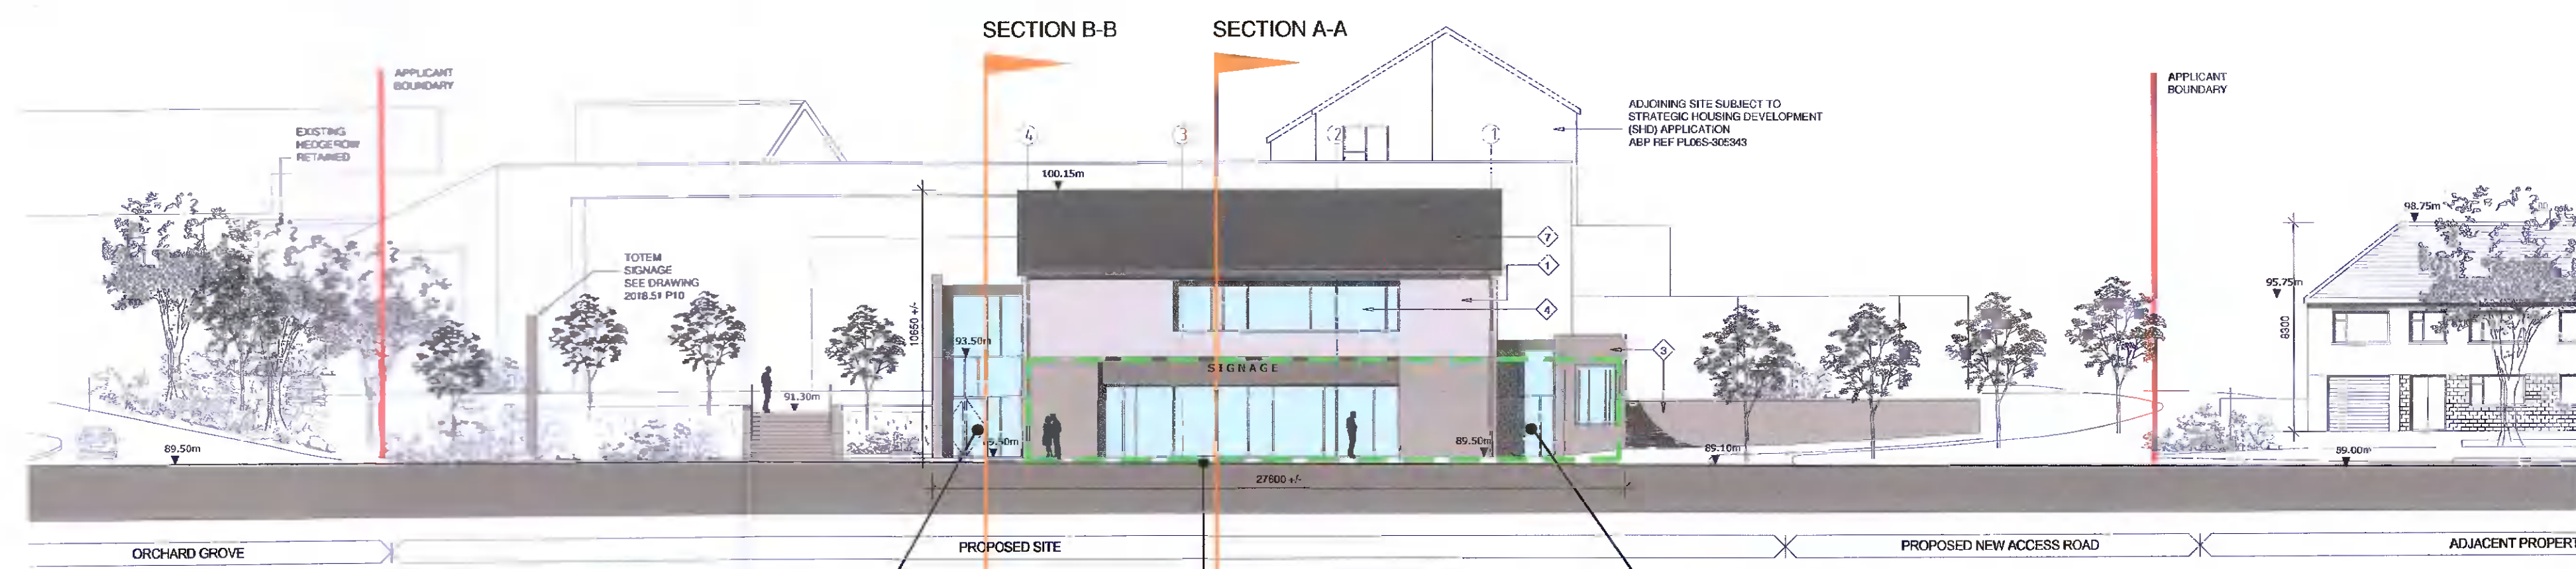 SECTION B-B
SECTION A-A
APPLICANT
BOUNDARY
APPLICANT
BOUNDARY
EXISTING
HEDGEROW
RETAINED
ADJOINING SITE SUBJECT TO
STRATEGIC HOUSING DEVELOPMENT
(SHD) APPLICATION
ABP REF PL06S-305343
4
3
2
1
100.15m
98.75m
7
1
4
3
TOTEM
SIGNAGE
SEE DRAWING
2018.51 P10
95.75m
10650 +/-
8300
93.50m
SIGNAGE
91.30m
89.50m
89.50m
89.10m
89.00m
27600 +/-
ORCHARD GROVE
PROPOSED SITE
PROPOSED NEW ACCESS ROAD
ADJACENT PROPERT